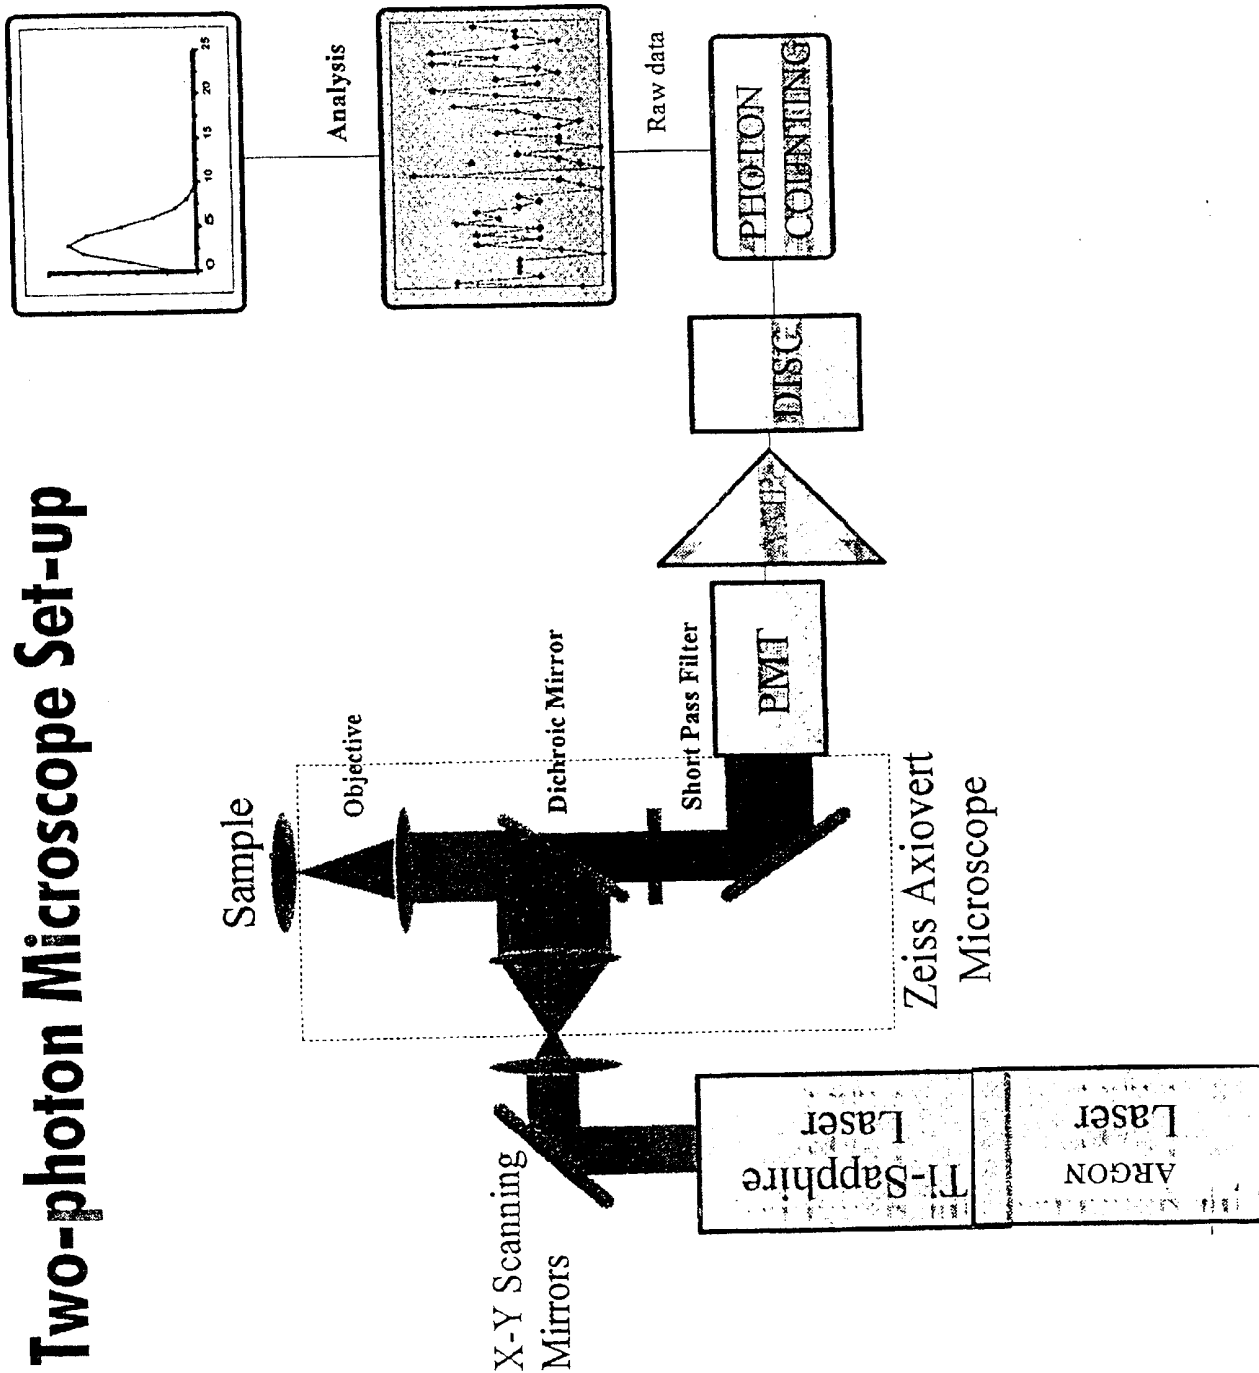 Two-photon Microscope Set-up
Sample
Objective
Dichroic Mirror
Short Pass Filter
X-Y Scanning
Mirrors
Zeiss Axiovert
Microscope
Ti-Sapphire
Laser
ARGON
Laser
PMT
DISC
PHOTON
COUNTING
Raw data
Analysis
0 5 10 15 20 25